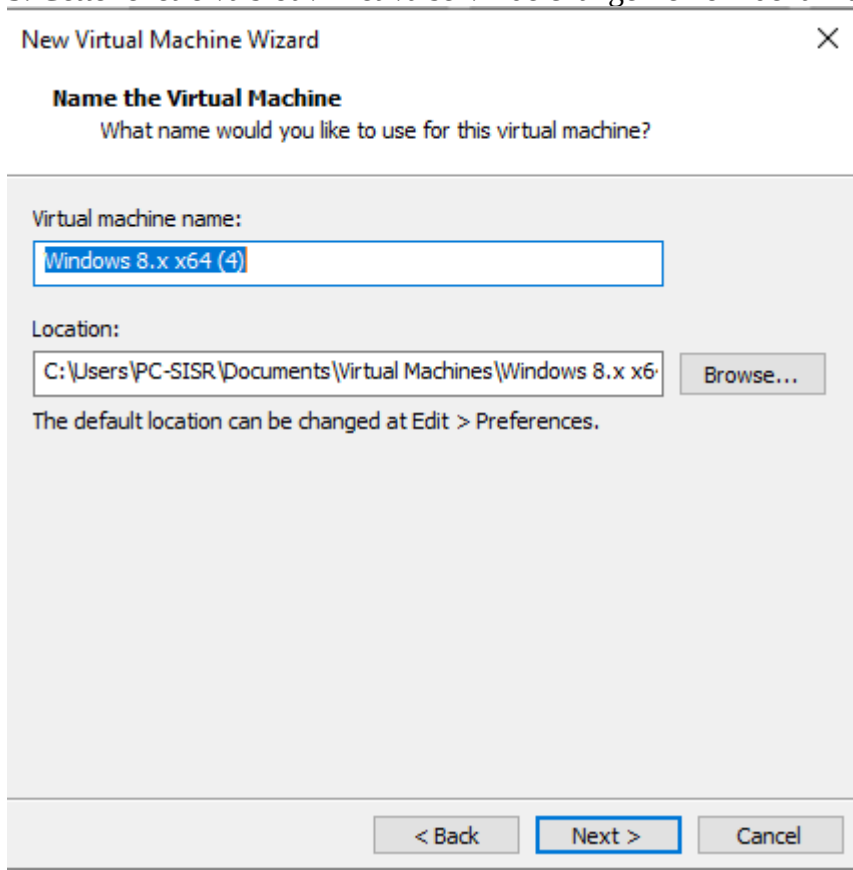 New Virtual Machine Wizard
Name the Virtual Machine
What name would you like to use for this virtual machine?
Virtual machine name:
Windows 8.x x64 (4)
Location:
C:\Users\PC-SISR\Documents\Virtual Machines\Windows 8.x x6
Browse...
The default location can be changed at Edit > Preferences.
< Back
Next >
Cancel